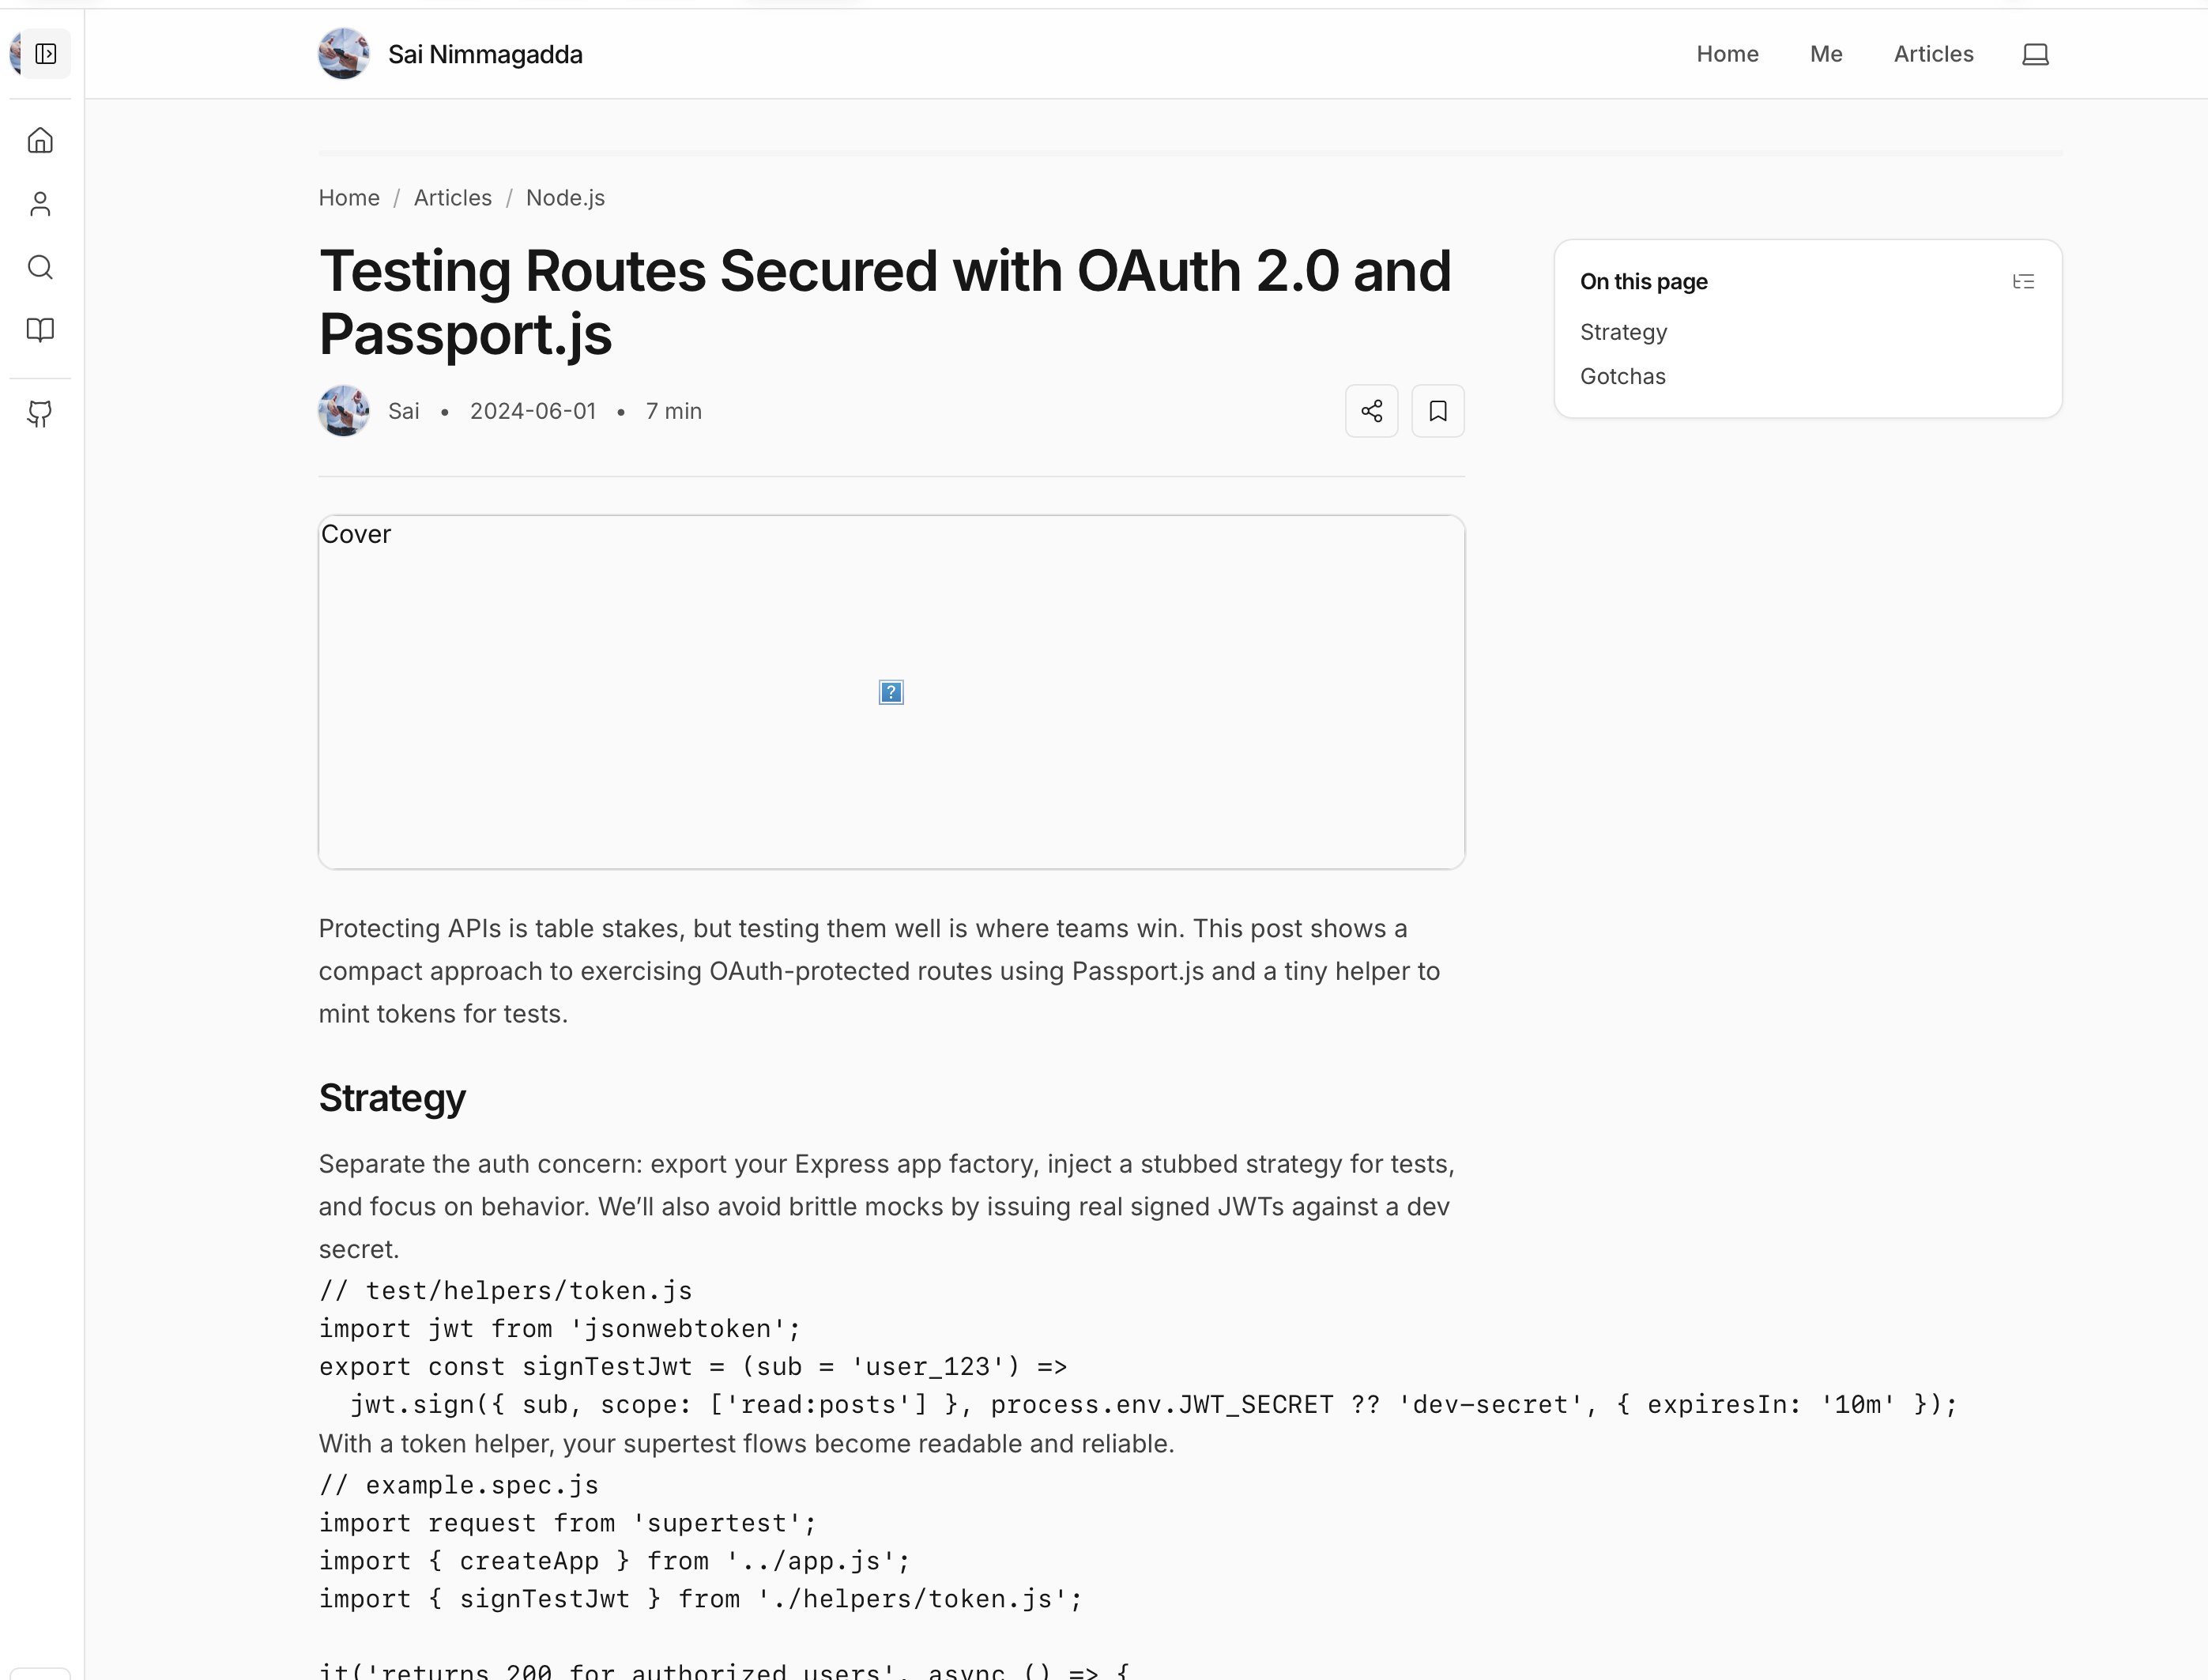 Sai Nimmagadda
Home Me Articles
Home / Articles / Node.js
Testing Routes Secured with OAuth 2.0 and
Passport.js
Sai • 2024-06-01 • 7 min
On this page
Strategy
Gotchas
Cover
?
Protecting APIs is table stakes, but testing them well is where teams win. This post shows a
compact approach to exercising OAuth-protected routes using Passport.js and a tiny helper to
mint tokens for tests.
Strategy
Separate the auth concern: export your Express app factory, inject a stubbed strategy for tests,
and focus on behavior. We’ll also avoid brittle mocks by issuing real signed JWTs against a dev
secret.
// test/helpers/token.js
import jwt from 'jsonwebtoken';
export const signTestJwt = (sub = 'user_123') =>
  jwt.sign({ sub, scope: ['read:posts'] }, process.env.JWT_SECRET ?? 'dev-secret', { expiresIn: '10m' });
With a token helper, your supertest flows become readable and reliable.
// example.spec.js
import request from 'supertest';
import { createApp } from '../app.js';
import { signTestJwt } from './helpers/token.js';
it('returns 200 for authorized users', async () => {